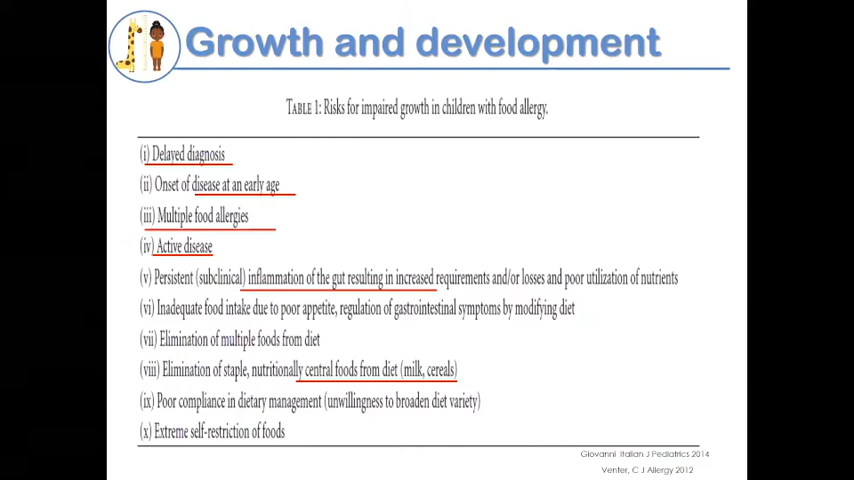 Growth and development
TABLE 1: Risks for impaired growth in children with food allergy.
(i) Delayed diagnosis
(ii) Onset of disease at an early age
(iii) Multiple food allergies
(iv) Active disease
(v) Persistent (subclinical) inflammation of the gut resulting in increased requirements and/or losses and poor utilization of nutrients
(vi) Inadequate food intake due to poor appetite, regulation of gastrointestinal symptoms by modifying diet
(vii) Elimination of multiple foods from diet
(viii) Elimination of staple, nutritionally central foods from diet (milk, cereals)
(ix) Poor compliance in dietary management (unwillingness to broaden diet variety)
(x) Extreme self-restriction of foods
Giovanni Italian J Pediatrics 2014
Venter, C J Allergy 2012